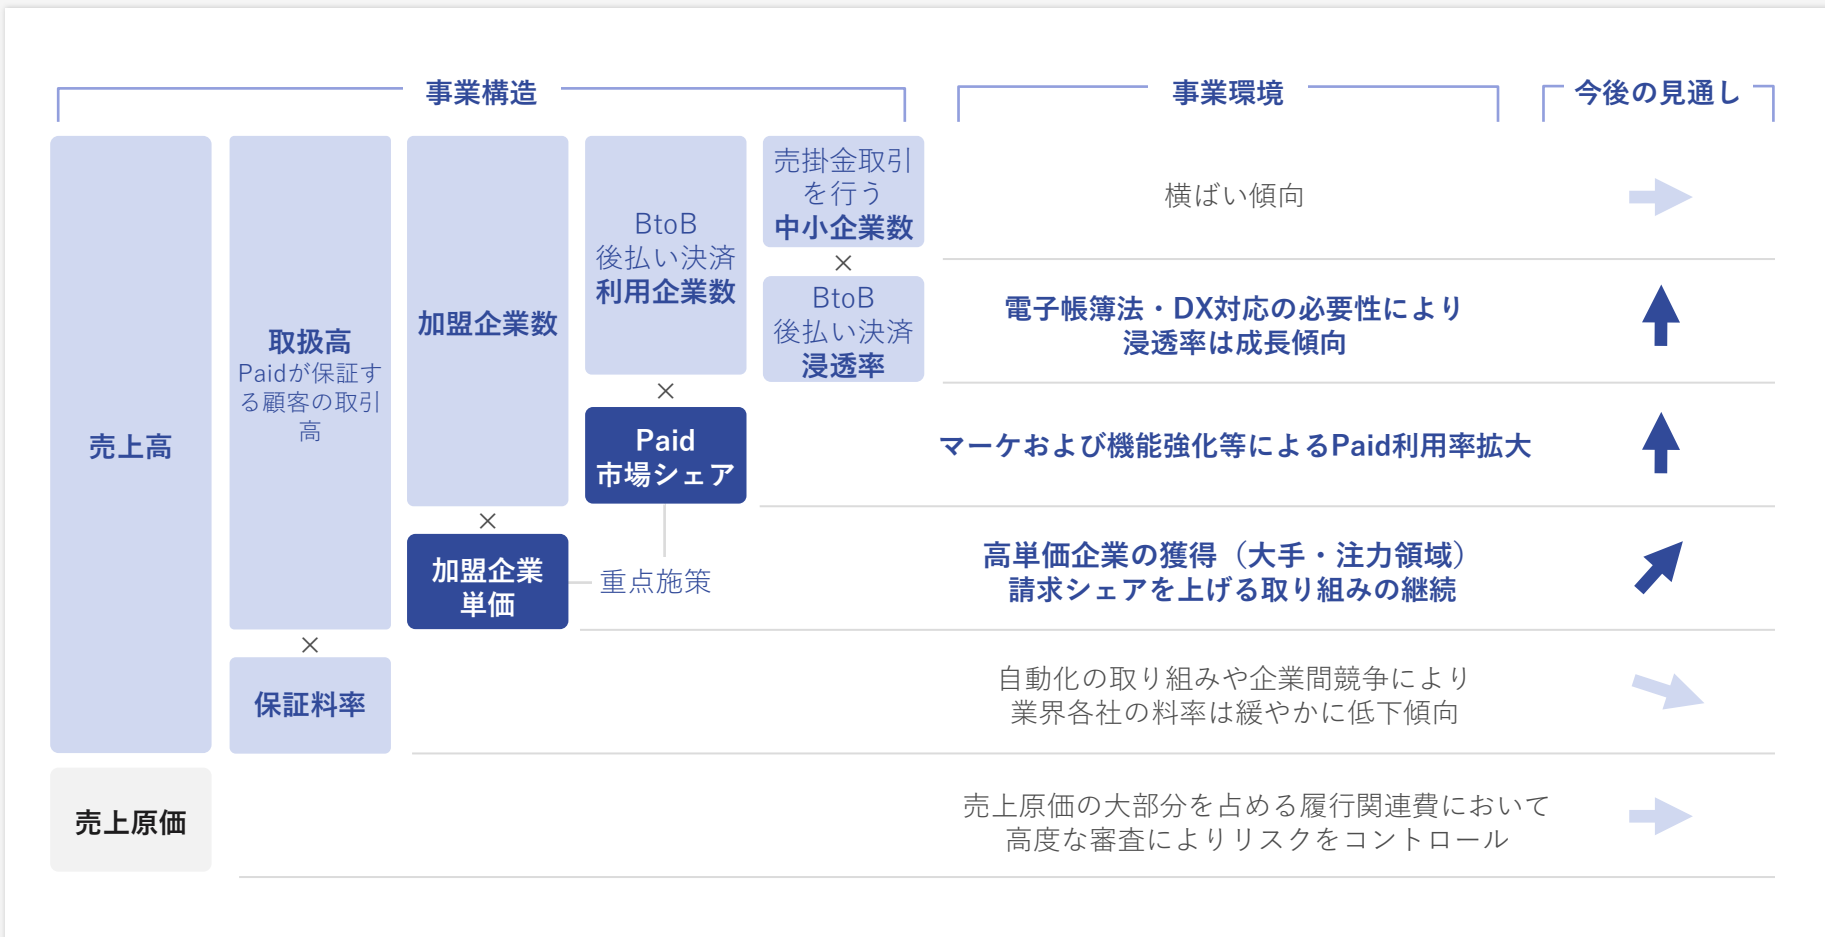 事業構造
事業環境
今後の見通し
売上高
取扱高
Paidが保証す
る顧客の取引
高
×
保証料率
加盟企業数
×
加盟企業
単価
BtoB
後払い決済
利用企業数
×
Paid
市場シェア
重点施策
売掛金取引
を行う
中小企業数
×
BtoB
後払い決済
浸透率
横ばい傾向
電子帳簿法・DX対応の必要性により
浸透率は成長傾向
マーケおよび機能強化等によるPaid利用率拡大
高単価企業の獲得（大手・注力領域）
請求シェアを上げる取り組みの継続
自動化の取り組みや企業間競争により
業界各社の料率は緩やかに低下傾向
売上原価
売上原価の大部分を占める履行関連費において
高度な審査によりリスクをコントロール